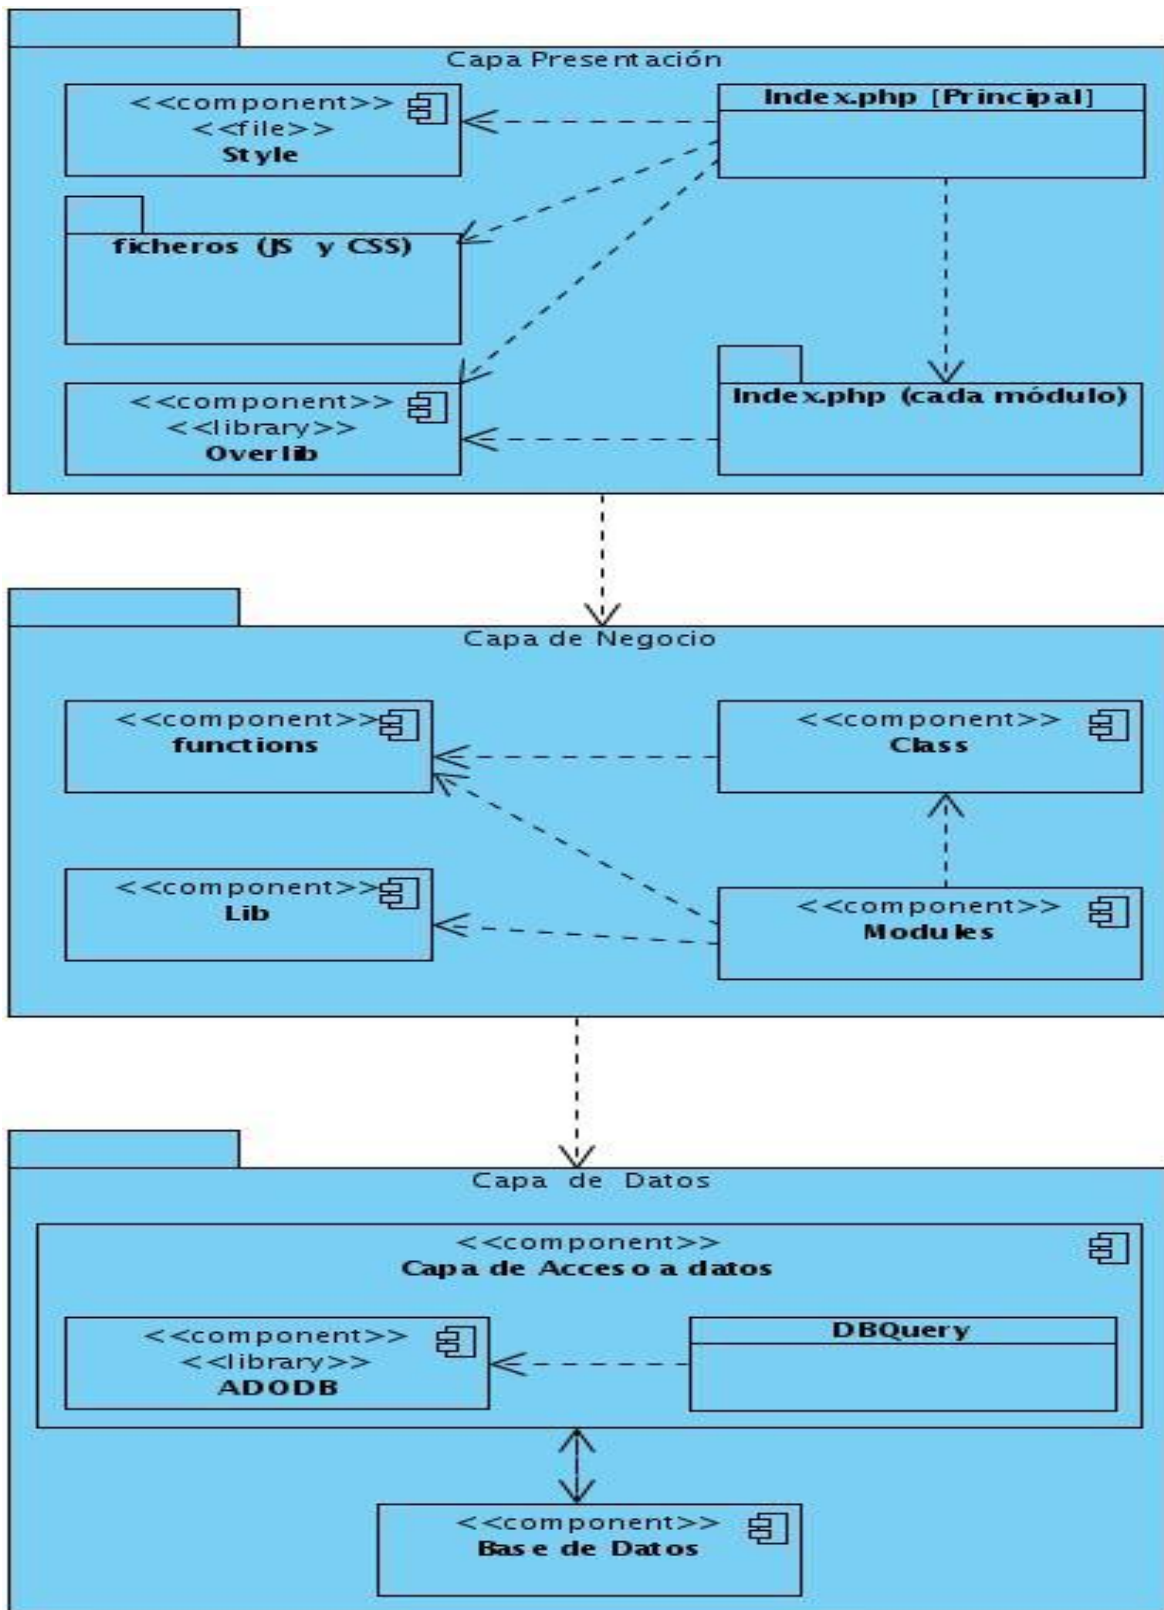 Capa Presentación
<<component>>
<<file>>
Style
Index.php [Principal]
ficheros (JS y CSS)
<<component>>
<<library>>
Overlib
Index.php (cada módulo)
Capa de Negocio
<<component>>
functions
<<component>>
Class
<<component>>
Lib
<<component>>
Modules
Capa de Datos
<<component>>
Capa de Acceso a datos
<<component>>
<<library>>
ADODB
DBQuery
<<component>>
Base de Datos